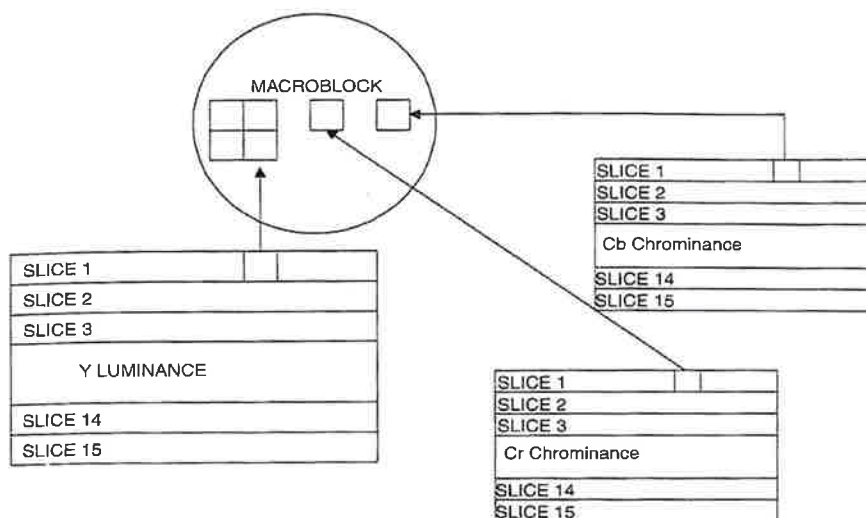 MACROBLOCK
SLICE 1
SLICE 2
SLICE 3
Cb Chrominance
SLICE 14
SLICE 15
SLICE 1
SLICE 2
SLICE 3
Y LUMINANCE
SLICE 14
SLICE 15
SLICE 1
SLICE 2
SLICE 3
Cr Chrominance
SLICE 14
SLICE 15